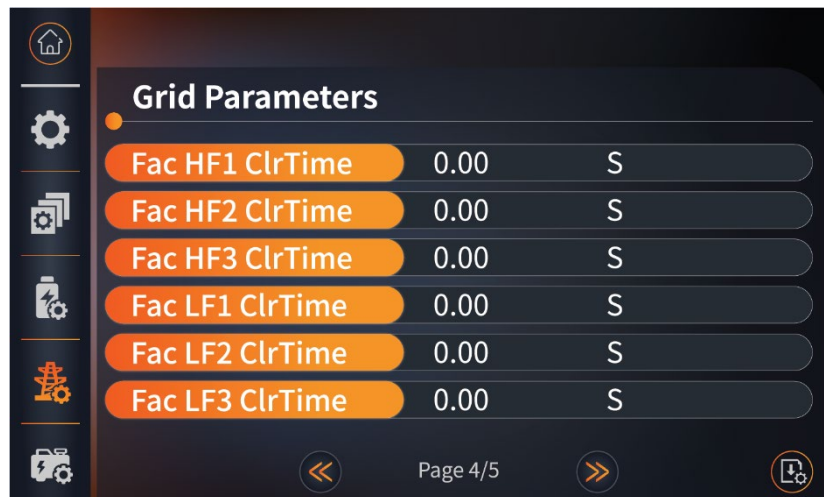 Grid Parameters
Fac HF1 ClrTime 0.00 S
Fac HF2 ClrTime 0.00 S
Fac HF3 ClrTime 0.00 S
Fac LF1 ClrTime 0.00 S
Fac LF2 ClrTime 0.00 S
Fac LF3 ClrTime 0.00 S
Page 4/5